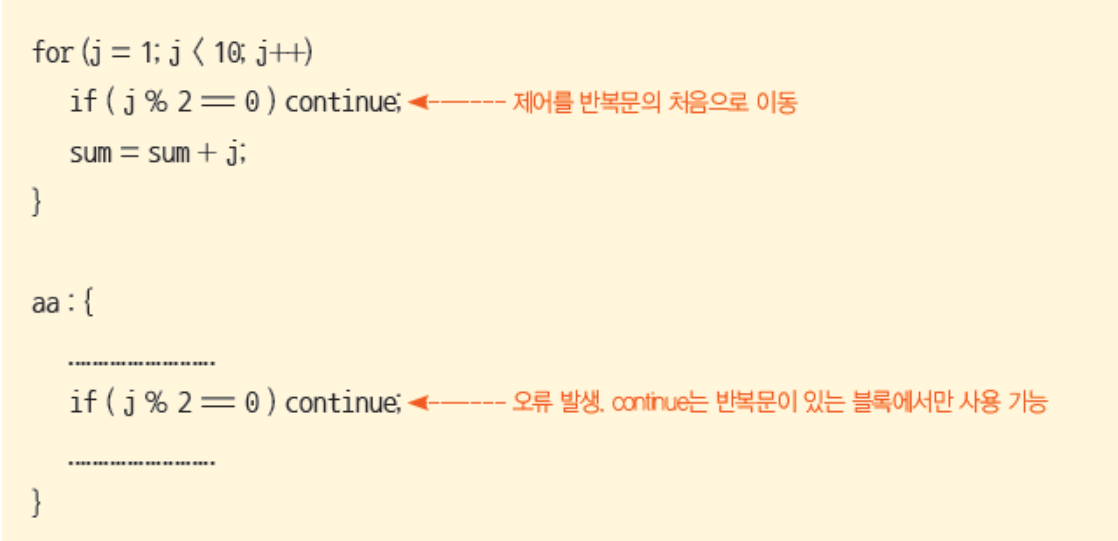 for (j = 1; j < 10; j++)
if ( j % 2 == 0 ) continue; 제어를 반복문의 처음으로 이동
sum = sum + j;
}
aa : {
........................
if ( j % 2 == 0 ) continue; 오류 발생. continue는 반복문이 있는 블록에서만 사용 가능
........................
}